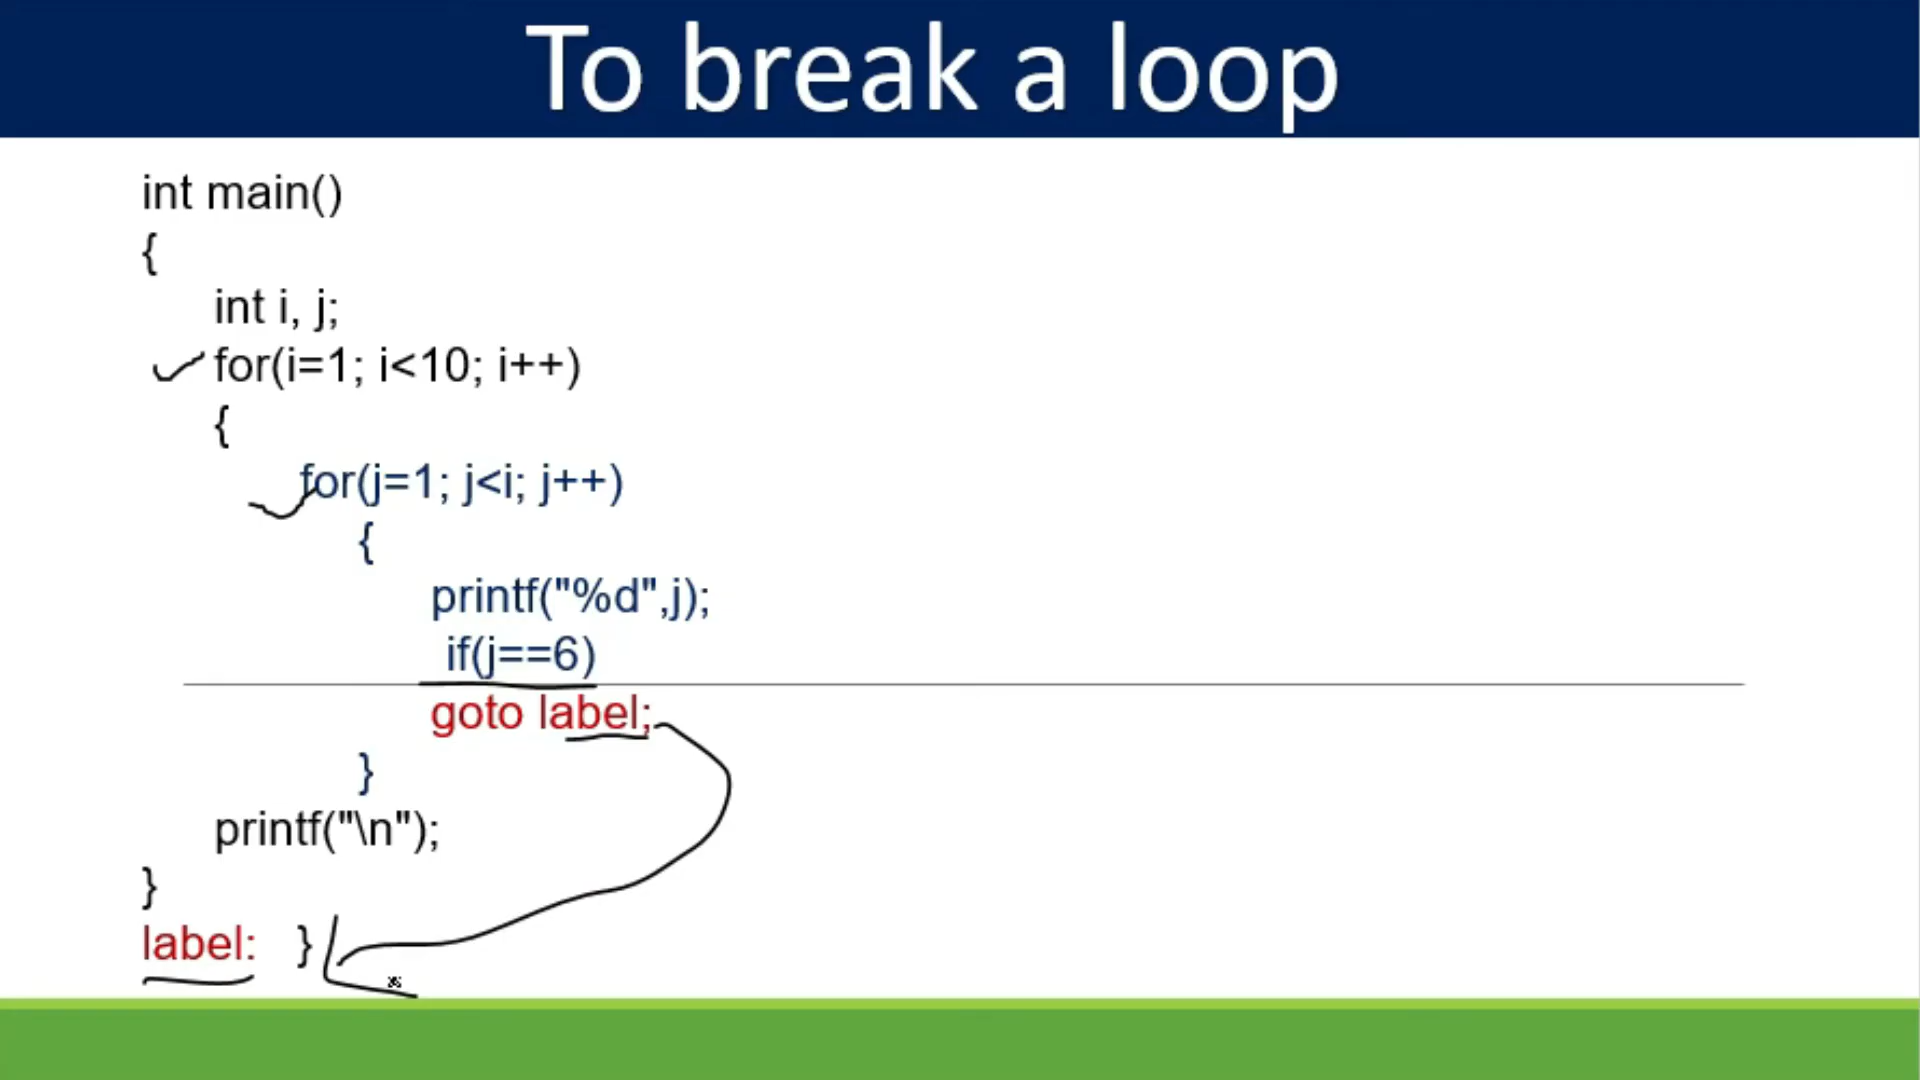 To break a loop
int main()
{
int i, j;
for(i=1; i<10; i++)
{
for(j=1; j<i; j++)
{
printf("%d",j);
if(j==6)
goto label;
}
printf("\n");
}
label: }